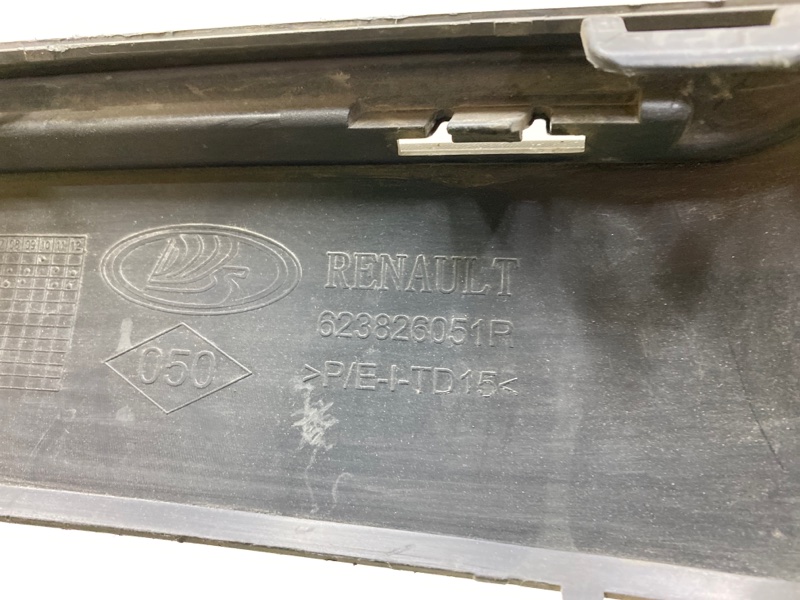 RENAULT
623826051R
050
>P/E-I-TD15<